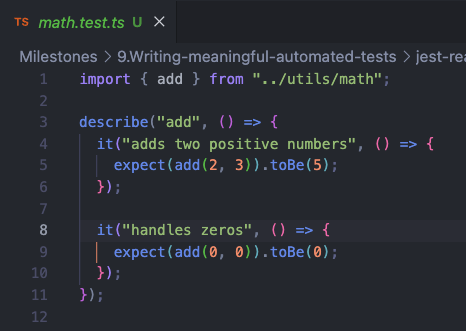 TS math.test.ts U ×
Milestones > 9.Writing-meaningful-automated-tests > jest-rea
1 import { add } from "../utils/math";
2
3 describe("add", () => {
4 it("adds two positive numbers", () => {
5 expect(add(2, 3)).toBe(5);
6 });
7
8 it("handles zeros", () => {
9 expect(add(0, 0)).toBe(0);
10 });
11 });
12